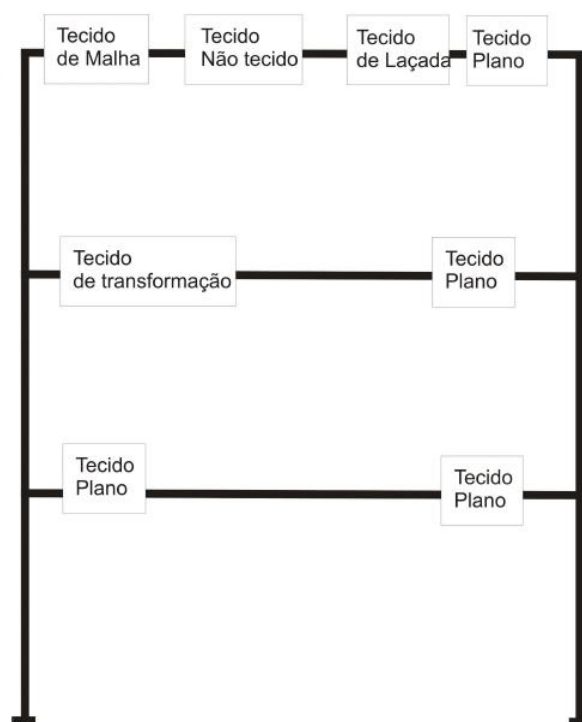 Tecido
de Malha
Tecido
Não tecido
Tecido
de Laçada
Tecido
Plano
Tecido
de transformação
Tecido
Plano
Tecido
Plano
Tecido
Plano